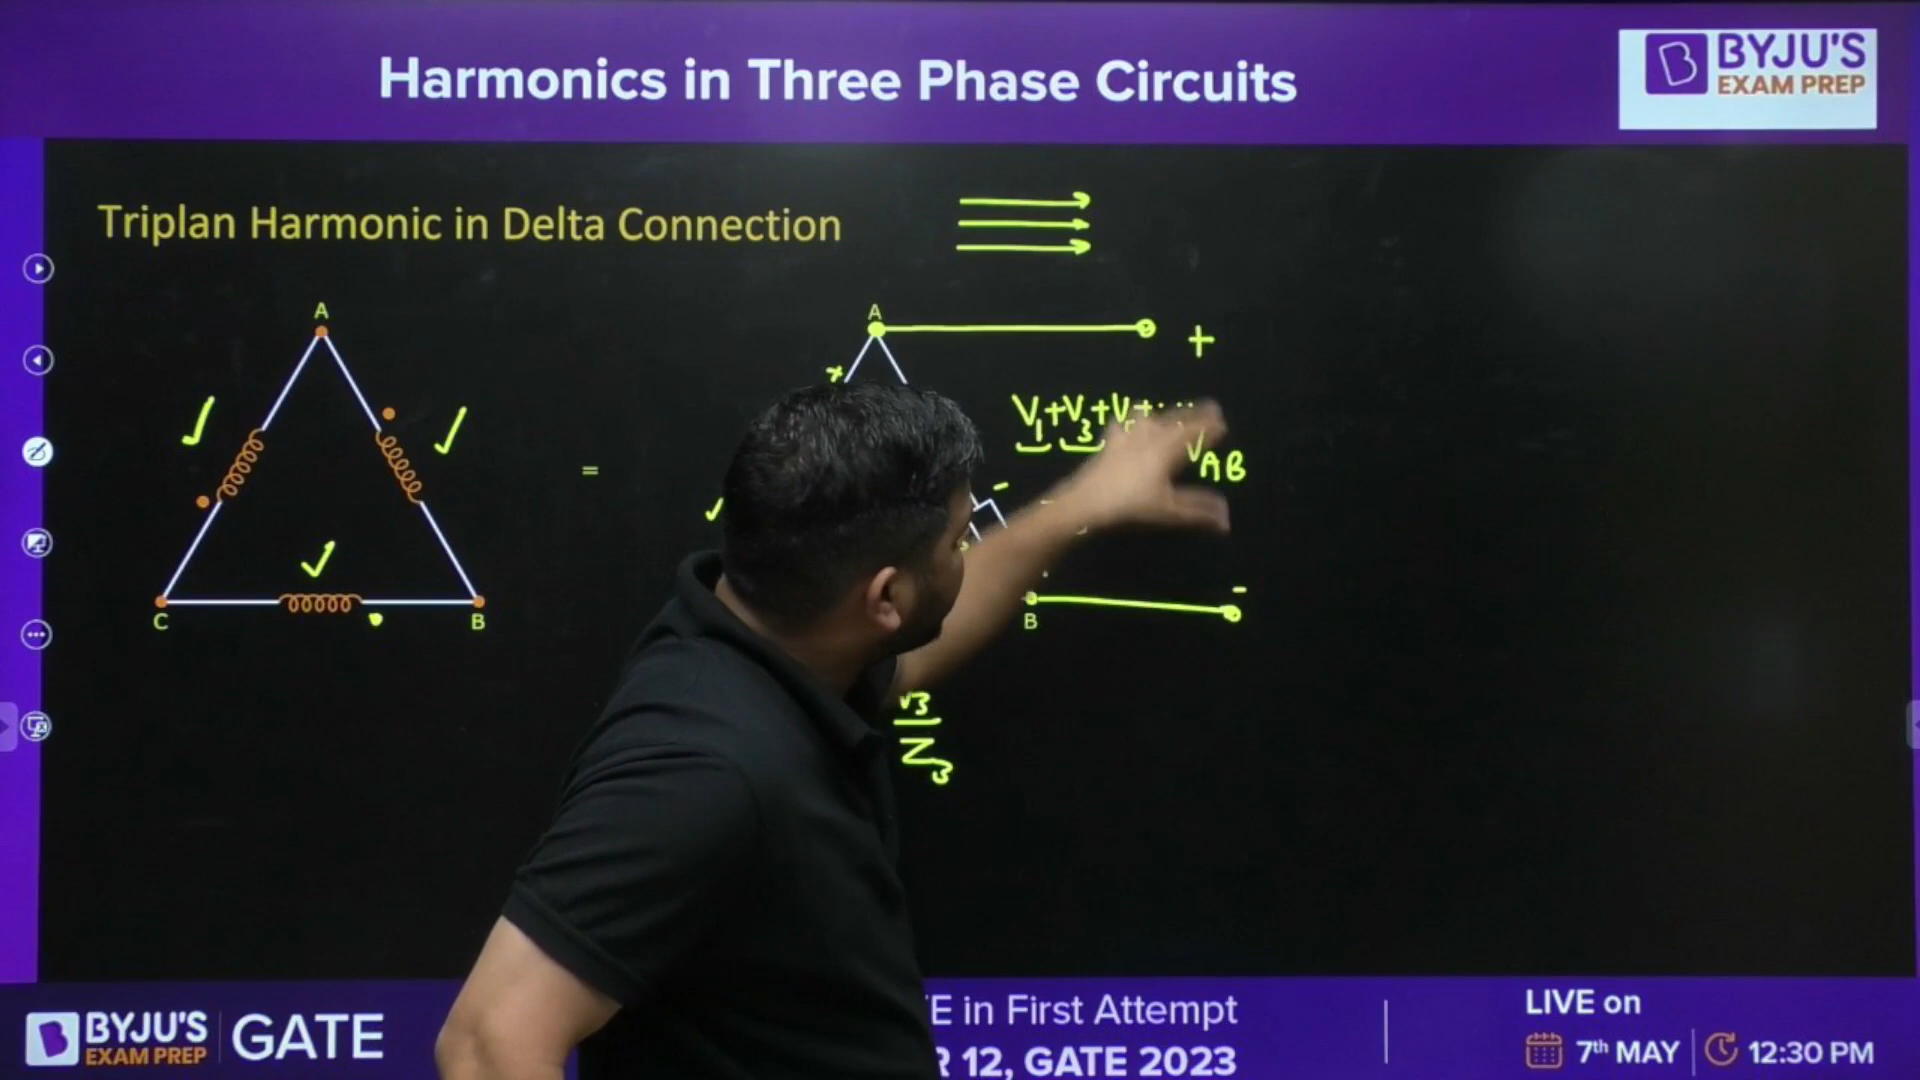 Harmonics in Three Phase Circuits
BYJU'S
EXAM PREP
Triplan Harmonic in Delta Connection
A
C
B
=
A
+
+
V1+V3+V
VAB
-
-
B
√3
Z3
BYJU'S
EXAM PREP
GATE
E in First Attempt
12, GATE 2023
LIVE on
7th MAY
12:30 PM